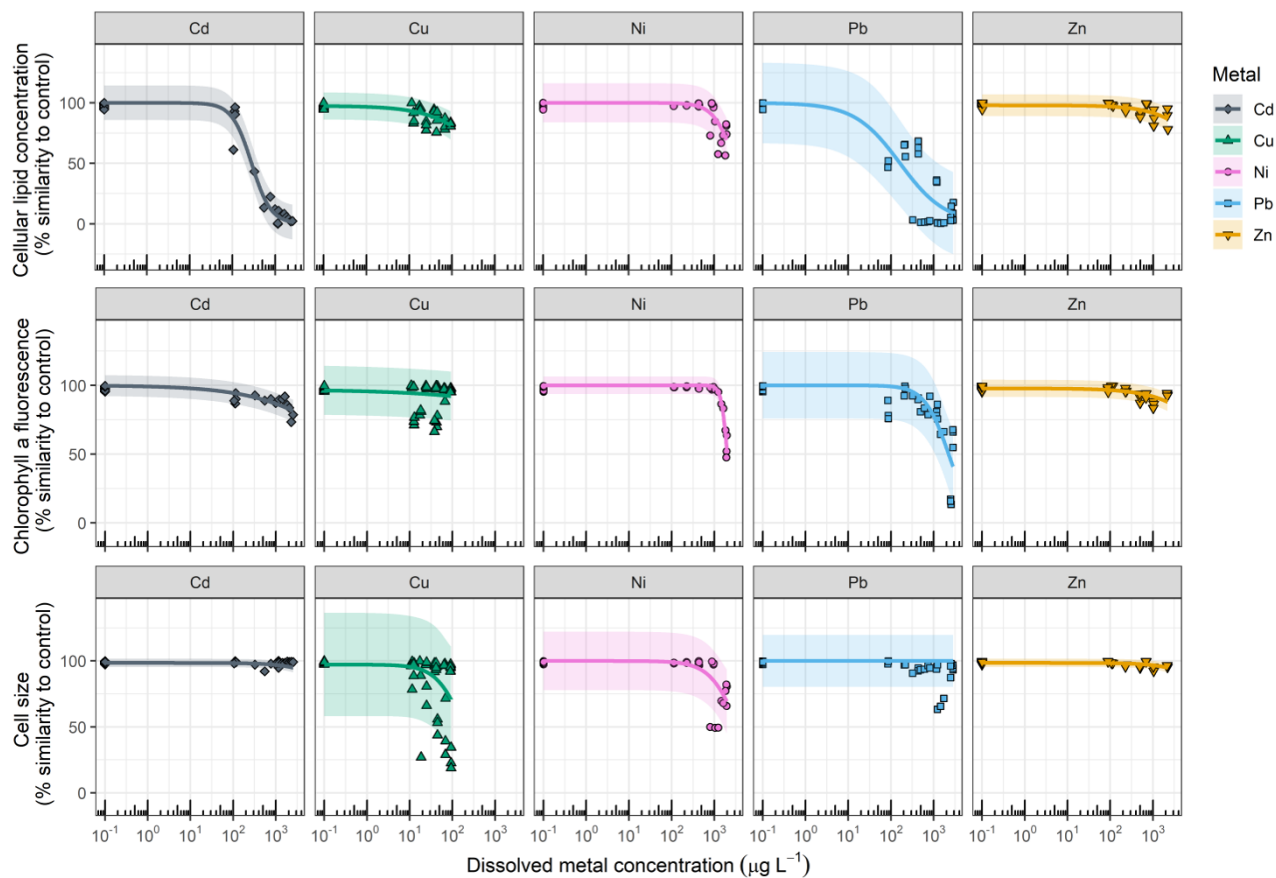 Cd Cu Ni Pb Zn
Cellular lipid concentration
(% similarity to control)
100
50
0
Metal
Cd
Cu
Ni
Pb
Zn
Cd Cu Ni Pb Zn
Chlorophyll a fluorescence
(% similarity to control)
100
50
0
Cd Cu Ni Pb Zn
Cell size
(% similarity to control)
100
50
0
10⁻¹ 10⁰ 10¹ 10² 10³ 10⁻¹ 10⁰ 10¹ 10² 10³ 10⁻¹ 10⁰ 10¹ 10² 10³ 10⁻¹ 10⁰ 10¹ 10² 10³ 10⁻¹ 10⁰ 10¹ 10² 10³
Dissolved metal concentration (μg L⁻¹)